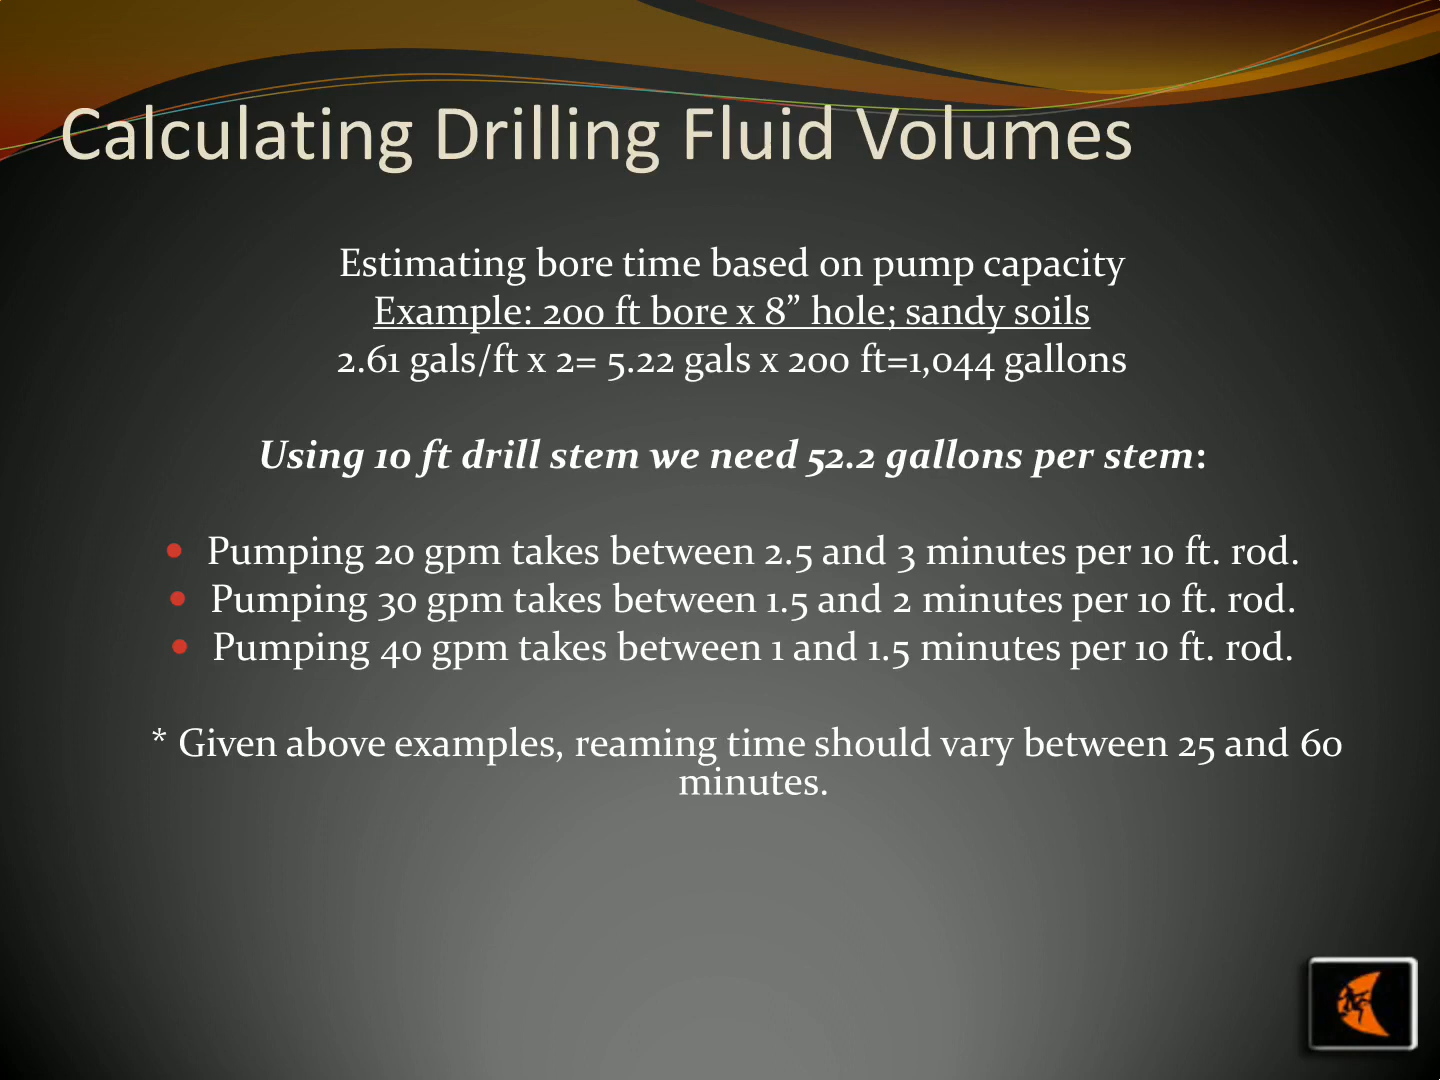 Calculating Drilling Fluid Volumes
Estimating bore time based on pump capacity
Example: 200 ft bore x 8” hole; sandy soils
2.61 gals/ft x 2= 5.22 gals x 200 ft=1,044 gallons
Using 10 ft drill stem we need 52.2 gallons per stem:
• Pumping 20 gpm takes between 2.5 and 3 minutes per 10 ft. rod.
• Pumping 30 gpm takes between 1.5 and 2 minutes per 10 ft. rod.
• Pumping 40 gpm takes between 1 and 1.5 minutes per 10 ft. rod.
* Given above examples, reaming time should vary between 25 and 60
minutes.